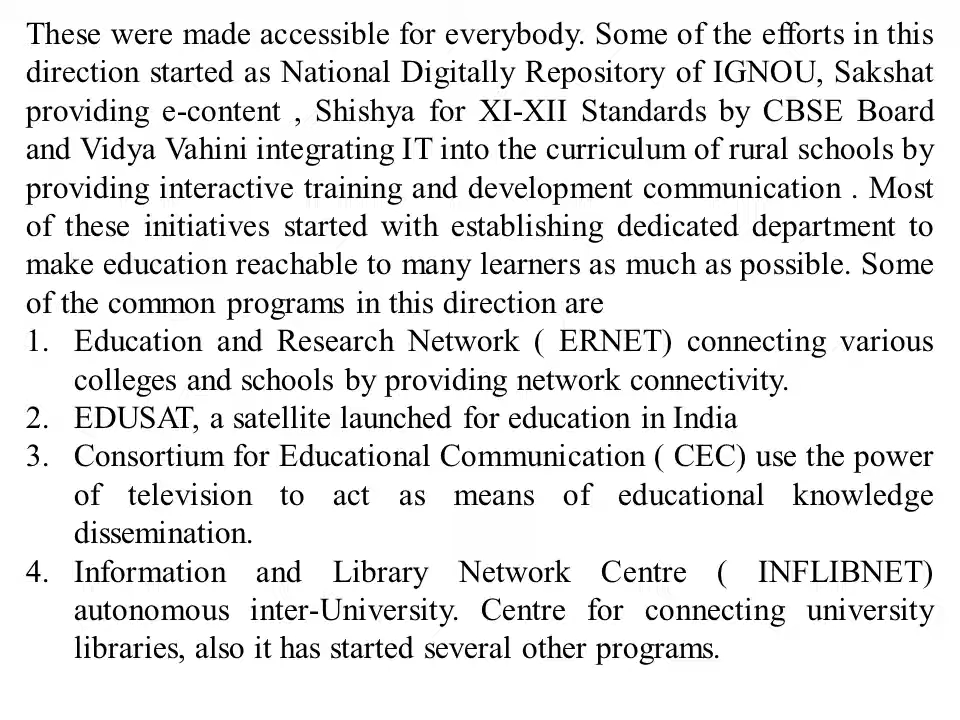 These were made accessible for everybody. Some of the efforts in this
direction started as National Digitally Repository of IGNOU, Sakshat
providing e-content , Shishya for XI-XII Standards by CBSE Board
and Vidya Vahini integrating IT into the curriculum of rural schools by
providing interactive training and development communication . Most
of these initiatives started with establishing dedicated department to
make education reachable to many learners as much as possible. Some
of the common programs in this direction are
1. Education and Research Network ( ERNET) connecting various
colleges and schools by providing network connectivity.
2. EDUSAT, a satellite launched for education in India
3. Consortium for Educational Communication ( CEC) use the power
of television to act as means of educational knowledge
dissemination.
4. Information and Library Network Centre ( INFLIBNET)
autonomous inter-University. Centre for connecting university
libraries, also it has started several other programs.